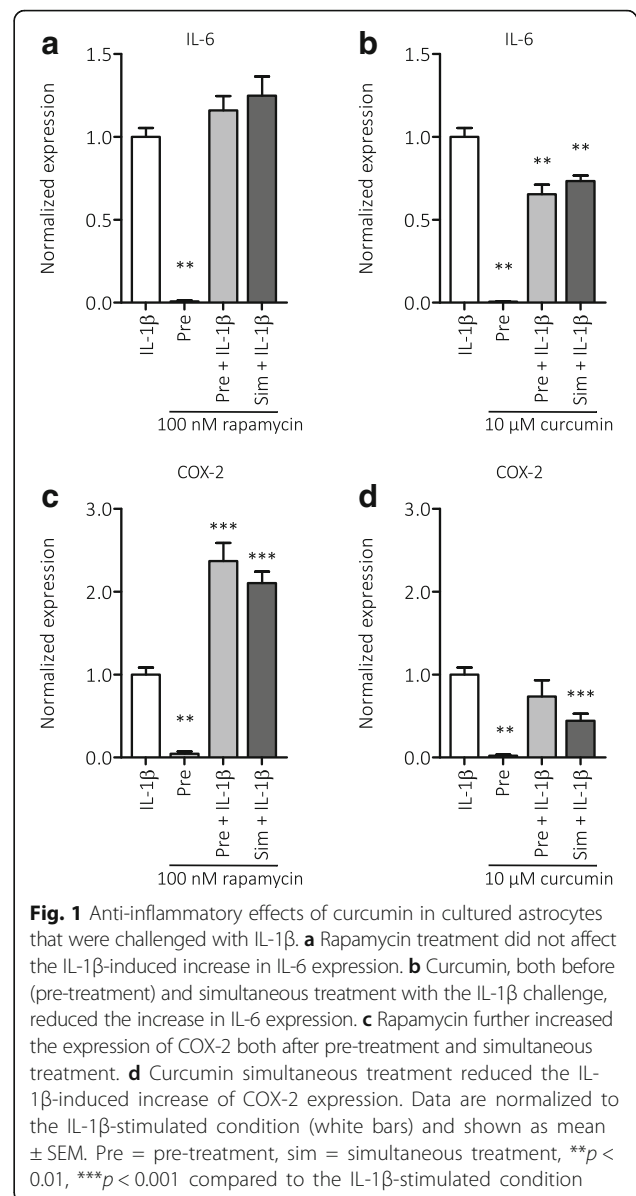 a
IL-6
Normalized expression
1.5
1.0
0.5
0.0
**
IL-1β
Pre
Pre + IL-1β
Sim + IL-1β
100 nM rapamycin
b
IL-6
Normalized expression
1.5
1.0
0.5
0.0
**
**
**
IL-1β
Pre
Pre + IL-1β
Sim + IL-1β
10 μM curcumin
c
COX-2
Normalized expression
3.0
2.0
1.0
0.0
**
***
***
IL-1β
Pre
Pre + IL-1β
Sim + IL-1β
100 nM rapamycin
d
COX-2
Normalized expression
3.0
2.0
1.0
0.0
**
***
IL-1β
Pre
Pre + IL-1β
Sim + IL-1β
10 μM curcumin
Fig. 1 Anti-inflammatory effects of curcumin in cultured astrocytes
that were challenged with IL-1β. a Rapamycin treatment did not affect
the IL-1β-induced increase in IL-6 expression. b Curcumin, both before
(pre-treatment) and simultaneous treatment with the IL-1β challenge,
reduced the increase in IL-6 expression. c Rapamycin further increased
the expression of COX-2 both after pre-treatment and simultaneous
treatment. d Curcumin simultaneous treatment reduced the IL-
1β-induced increase of COX-2 expression. Data are normalized to
the IL-1β-stimulated condition (white bars) and shown as mean
± SEM. Pre = pre-treatment, sim = simultaneous treatment, **p <
0.01, ***p < 0.001 compared to the IL-1β-stimulated condition